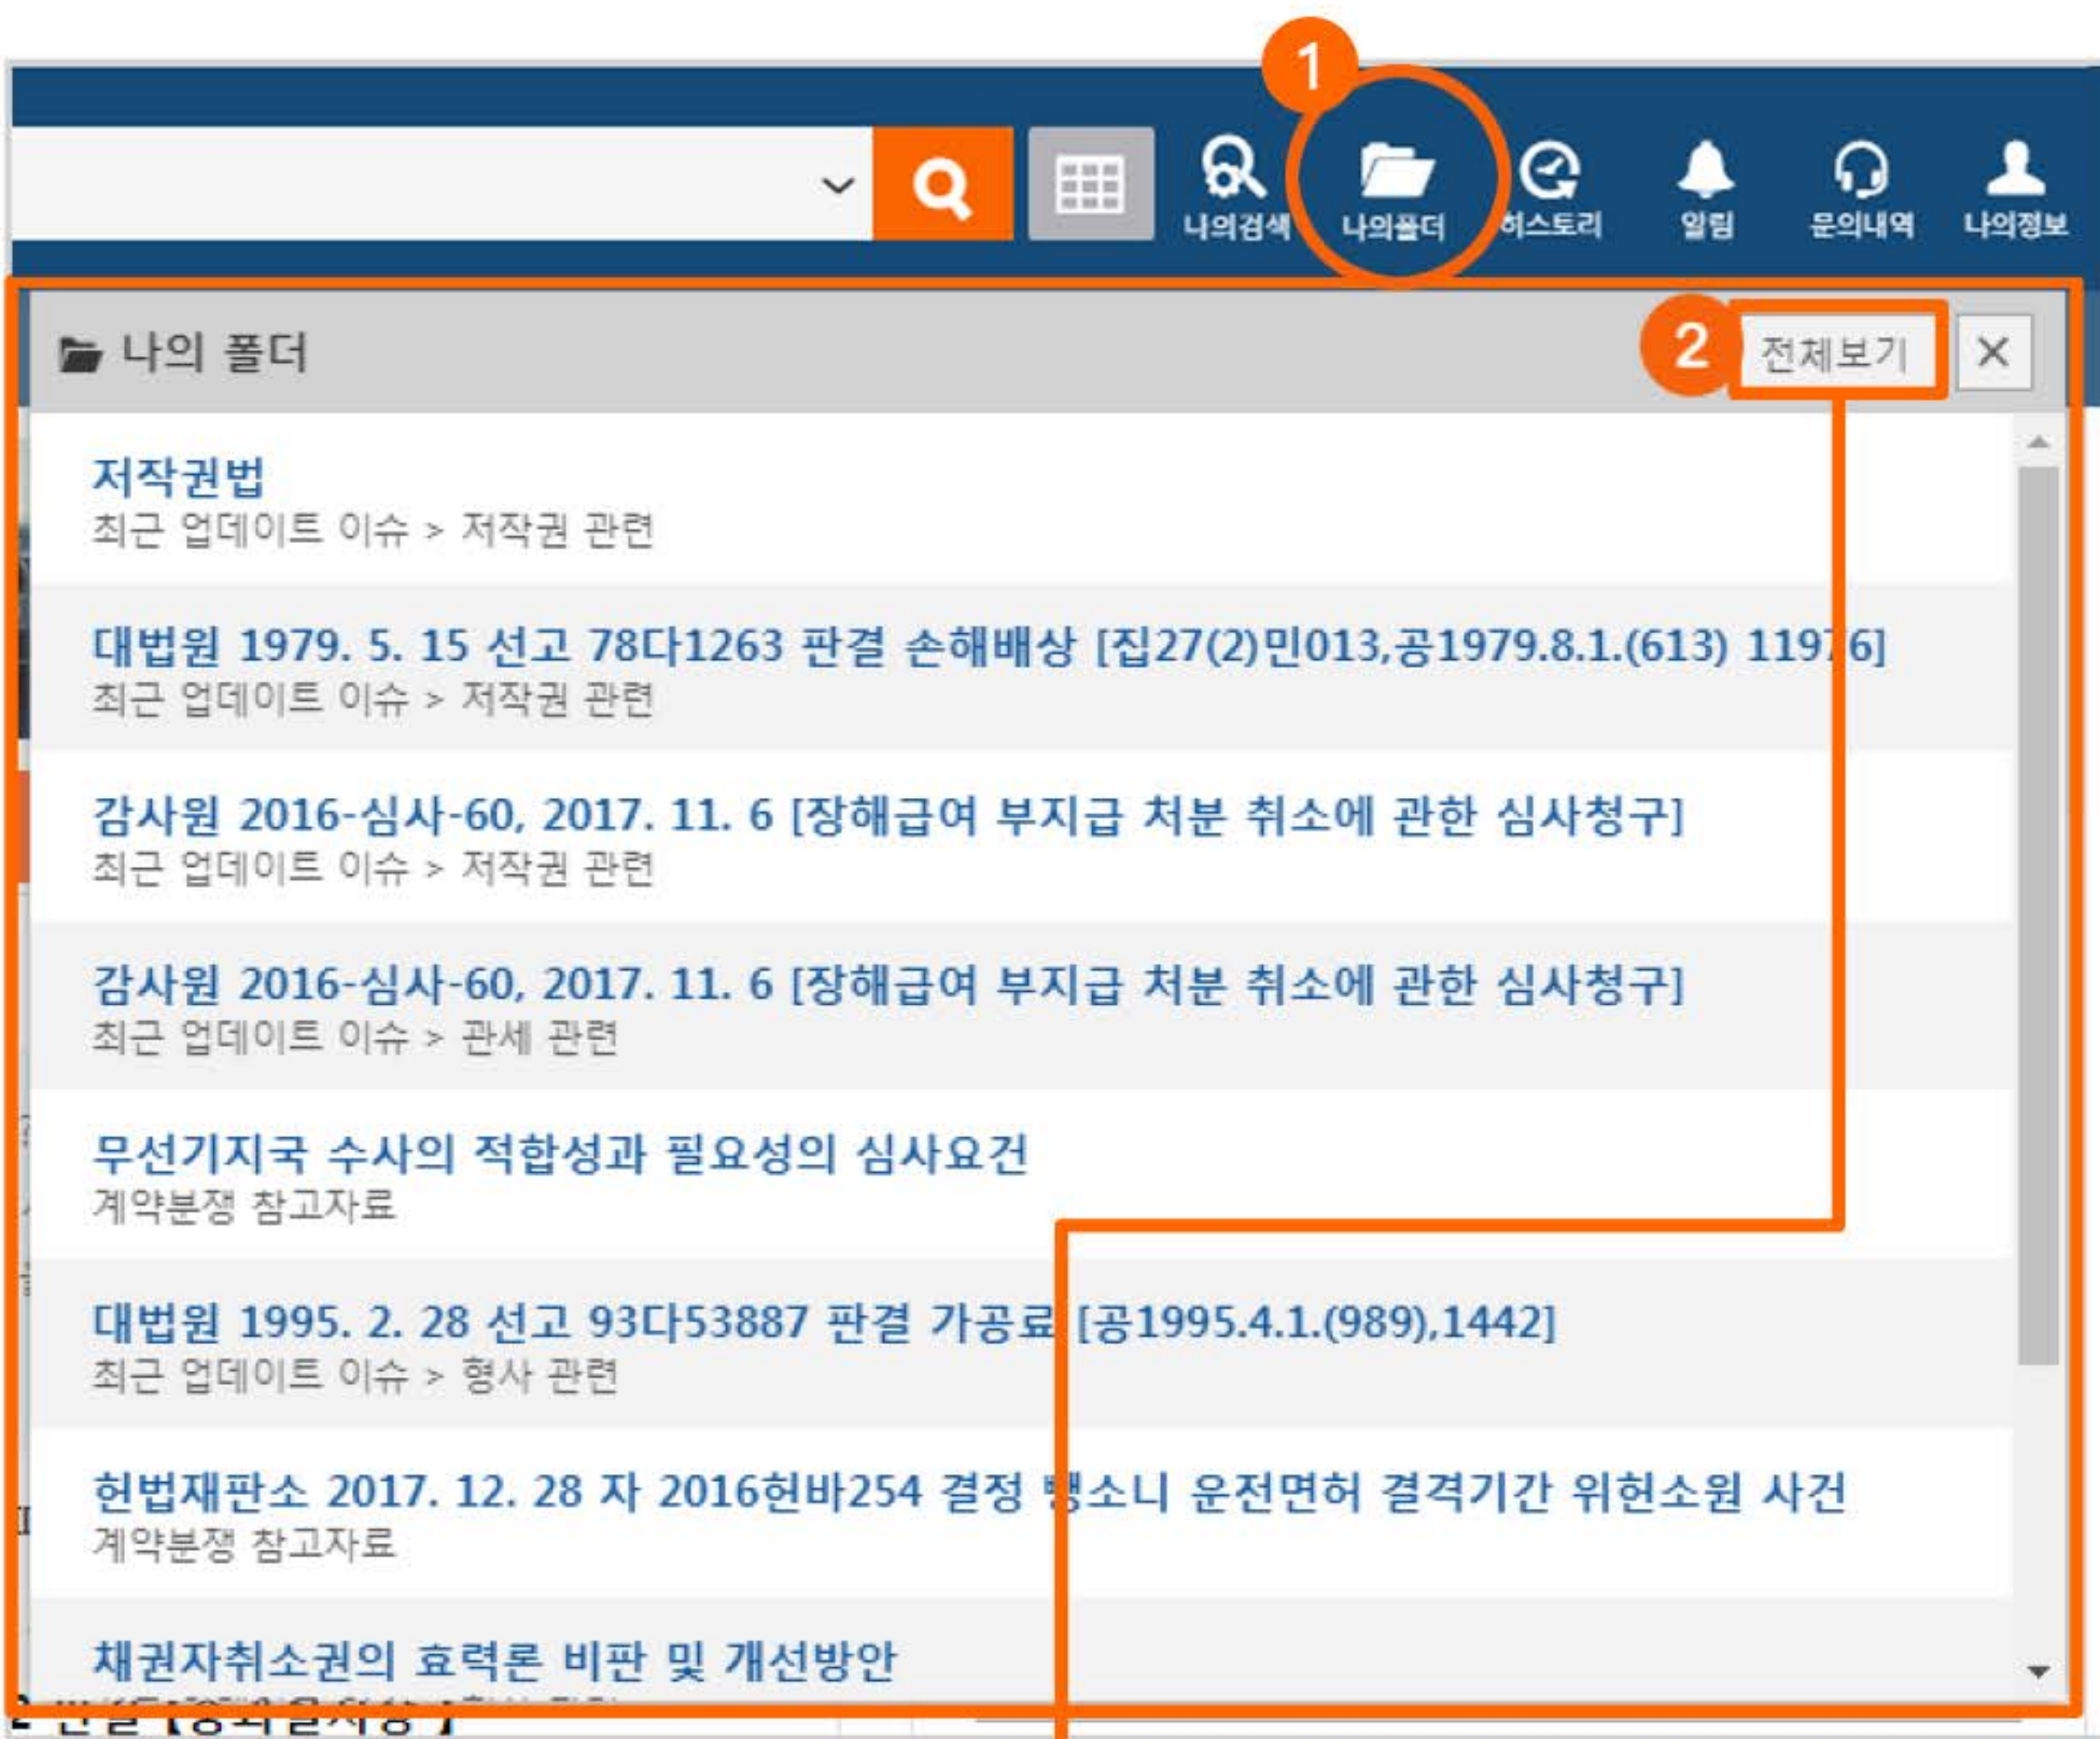 1
나의검색
나의폴더
히스토리
알림
문의내역
나의정보
나의 폴더
2
전체보기
저작권법
최근 업데이트 이슈 > 저작권 관련
대법원 1979. 5. 15 선고 78다1263 판결 손해배상 [집27(2)민013,공1979.8.1.(613) 11976]
최근 업데이트 이슈 > 저작권 관련
감사원 2016-심사-60, 2017. 11. 6 [장해급여 부지급 처분 취소에 관한 심사청구]
최근 업데이트 이슈 > 저작권 관련
감사원 2016-심사-60, 2017. 11. 6 [장해급여 부지급 처분 취소에 관한 심사청구]
최근 업데이트 이슈 > 관세 관련
무선기지국 수사의 적합성과 필요성의 심사요건
계약분쟁 참고자료
대법원 1995. 2. 28 선고 93다53887 판결 가공료 [공1995.4.1.(989),1442]
최근 업데이트 이슈 > 형사 관련
헌법재판소 2017. 12. 28 자 2016헌바254 결정 뺑소니 운전면허 결격기간 위헌소원 사건
계약분쟁 참고자료
채권자취소권의 효력론 비판 및 개선방안